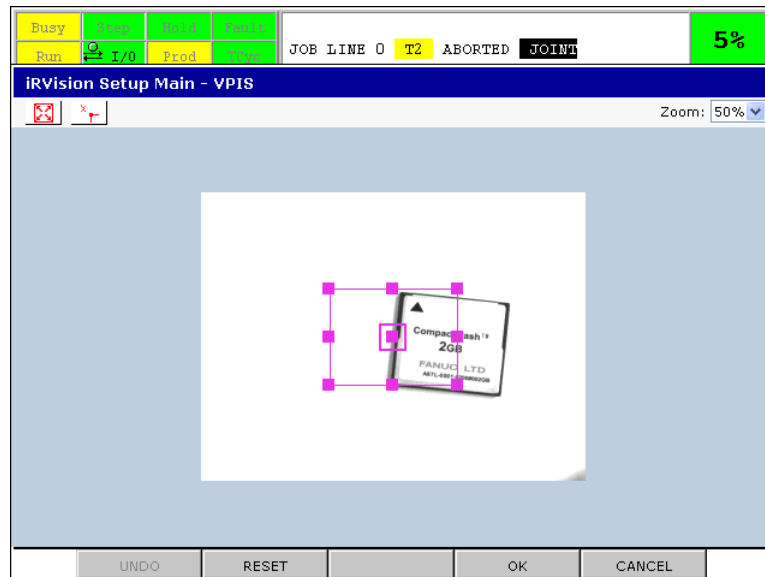 Busy Step Hold Fault
Run I/O Prod TCyc
JOB LINE 0 T2 ABORTED JOINT
5%
iRVision Setup Main - VPIS
Zoom: 50%
Compac ash
2GB
FANUC LTD
UNDO RESET OK CANCEL